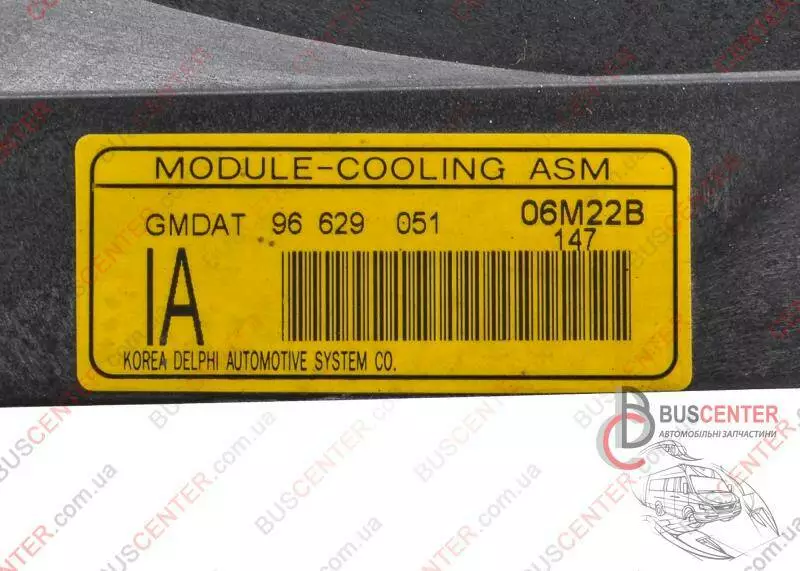 MODULE-COOLING ASM
GMDAT 96 629 051 06M22B
147
IA
KOREA DELPHI AUTOMOTIVE SYSTEM CO.
BUSCENTER
АВТОМОБІЛЬНІ ЗАПЧАСТИНИ
BUSCENTER.com.ua